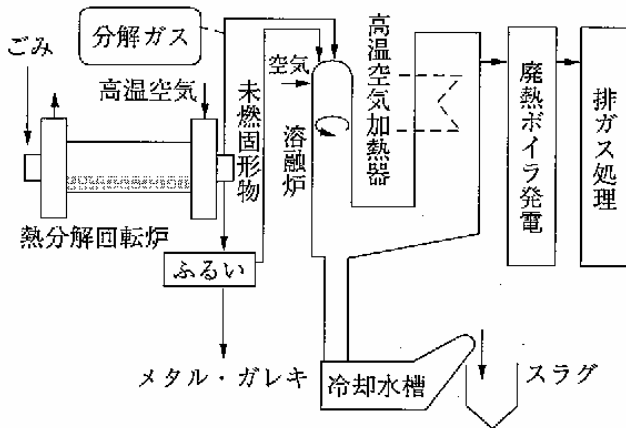 ごみ
分解ガス
高温空気
未燃固形物
空気
溶融炉
高温空気加熱器
廃熱ボイラ発電
排ガス処理
熱分解回転炉
ふるい
メタル・ガレキ
冷却水槽
スラグ